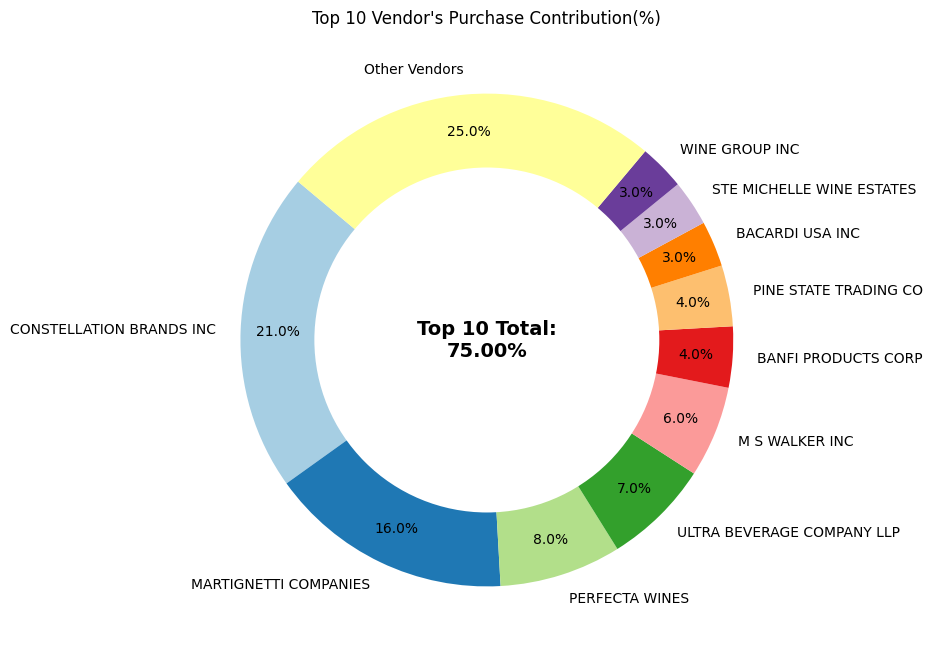 Top 10 Vendor's Purchase Contribution(%)
Other Vendors
25.0%
WINE GROUP INC
3.0%
STE MICHELLE WINE ESTATES
3.0%
BACARDI USA INC
3.0%
PINE STATE TRADING CO
4.0%
BANFI PRODUCTS CORP
4.0%
M S WALKER INC
6.0%
ULTRA BEVERAGE COMPANY LLP
7.0%
PERFECTA WINES
8.0%
MARTIGNETTI COMPANIES
16.0%
CONSTELLATION BRANDS INC
21.0%
Top 10 Total:
75.00%